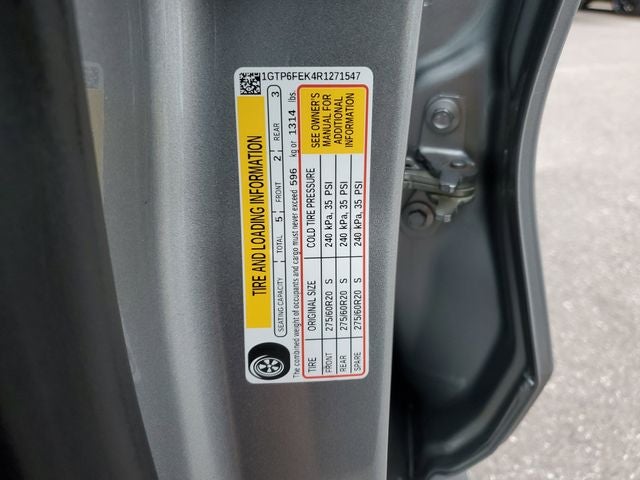 1GTP6FEK4R1271547
TIRE AND LOADING INFORMATION
SEATING CAPACITY TOTAL 5 FRONT 2 REAR 3
The combined weight of occupants and cargo must never exceed 596 kg or 1314 lbs.
TIRE ORIGINAL SIZE COLD TIRE PRESSURE
FRONT 275/60R20 S 240 kPa, 35 PSI
REAR 275/60R20 S 240 kPa, 35 PSI
SPARE 275/60R20 S 240 kPa, 35 PSI
SEE OWNER'S
MANUAL FOR
ADDITIONAL
INFORMATION